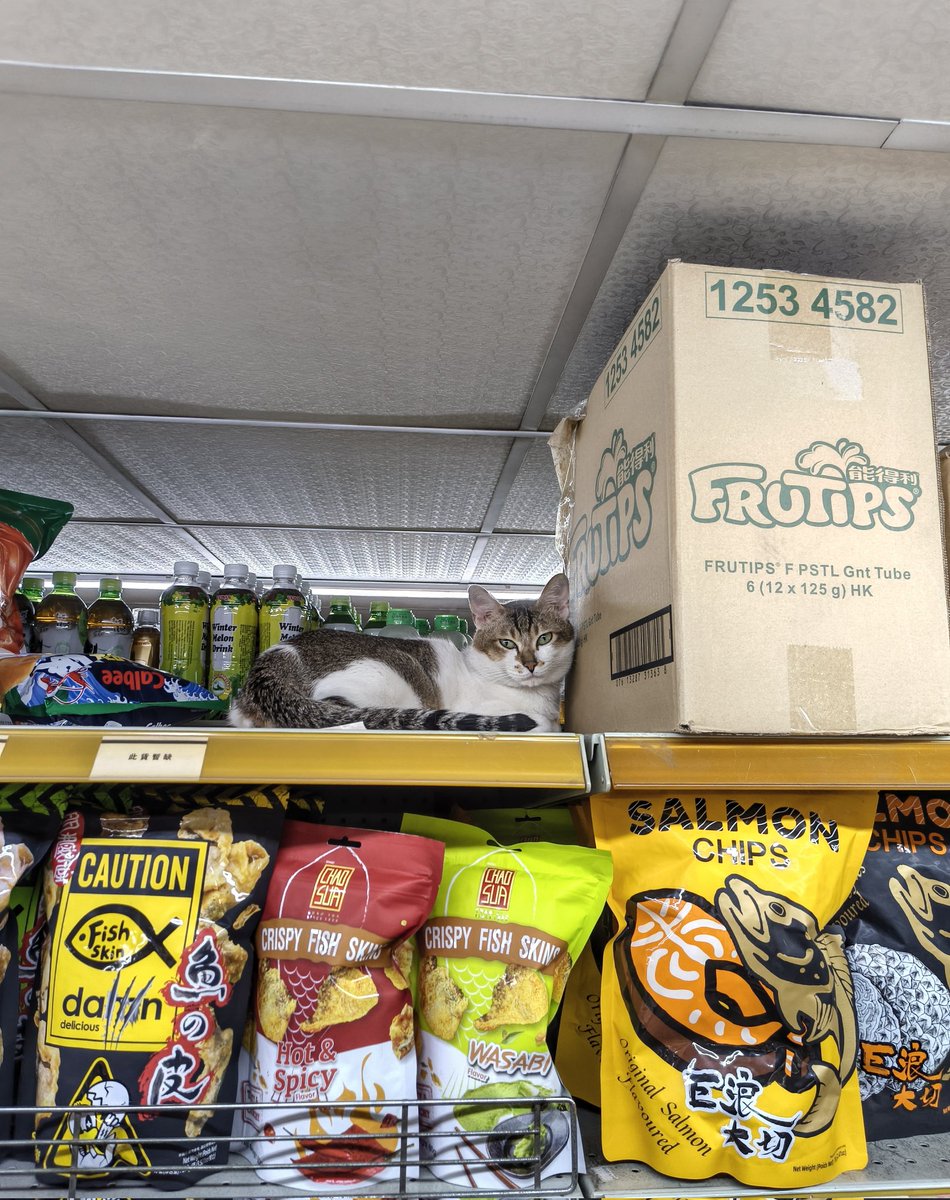 1253 4582
1253 4582
能得利
FRUTIPS
能得利
FRUTIPS®
FRUTIPS® F PSTL Gnt Tube
6 (12 x 125 g) HK
Winter
Melon
Drink
Winter
Calbee
此貨暫缺
CAUTION
Fish
Skin
delicious
魚の皮
CHAO
SUA
CRISPY FISH SKINS
Hot &
Spicy
Flavor
CHAO
SUA
CRISPY FISH SKINS
WASABI
Flavor
SALMON
CHIPS
Original Salmon
Flavoured
巨浪
大切
CHIPS
巨浪
大切